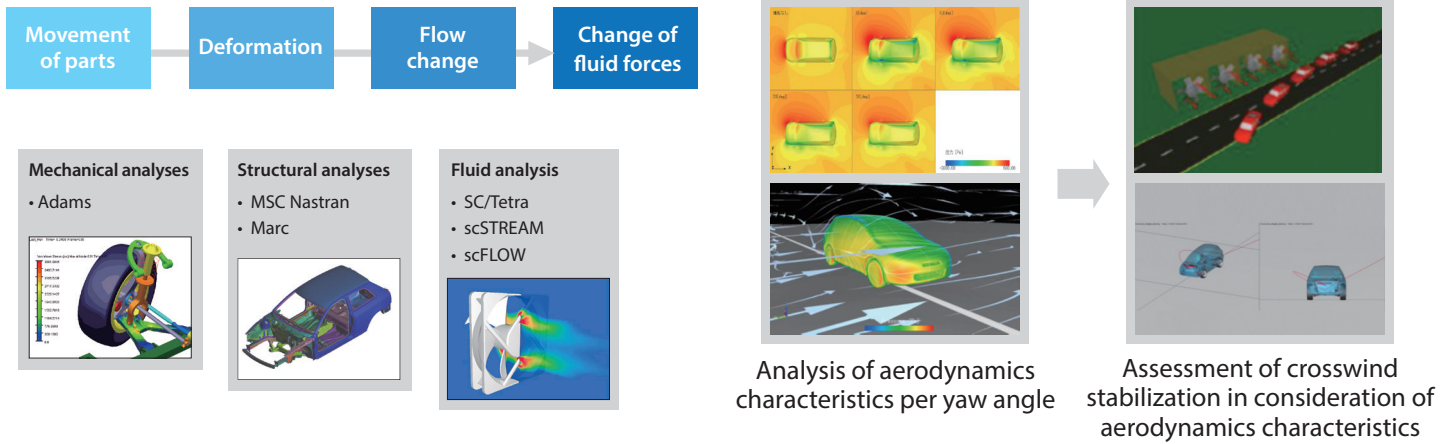 Movement
of parts
Deformation
Flow
change
Change of
fluid forces
Mechanical analyses
• Adams
Structural analyses
• MSC Nastran
• Marc
Fluid analysis
• SC/Tetra
• scSTREAM
• scFLOW
Analysis of aerodynamics
characteristics per yaw angle
Assessment of crosswind
stabilization in consideration of
aerodynamics characteristics